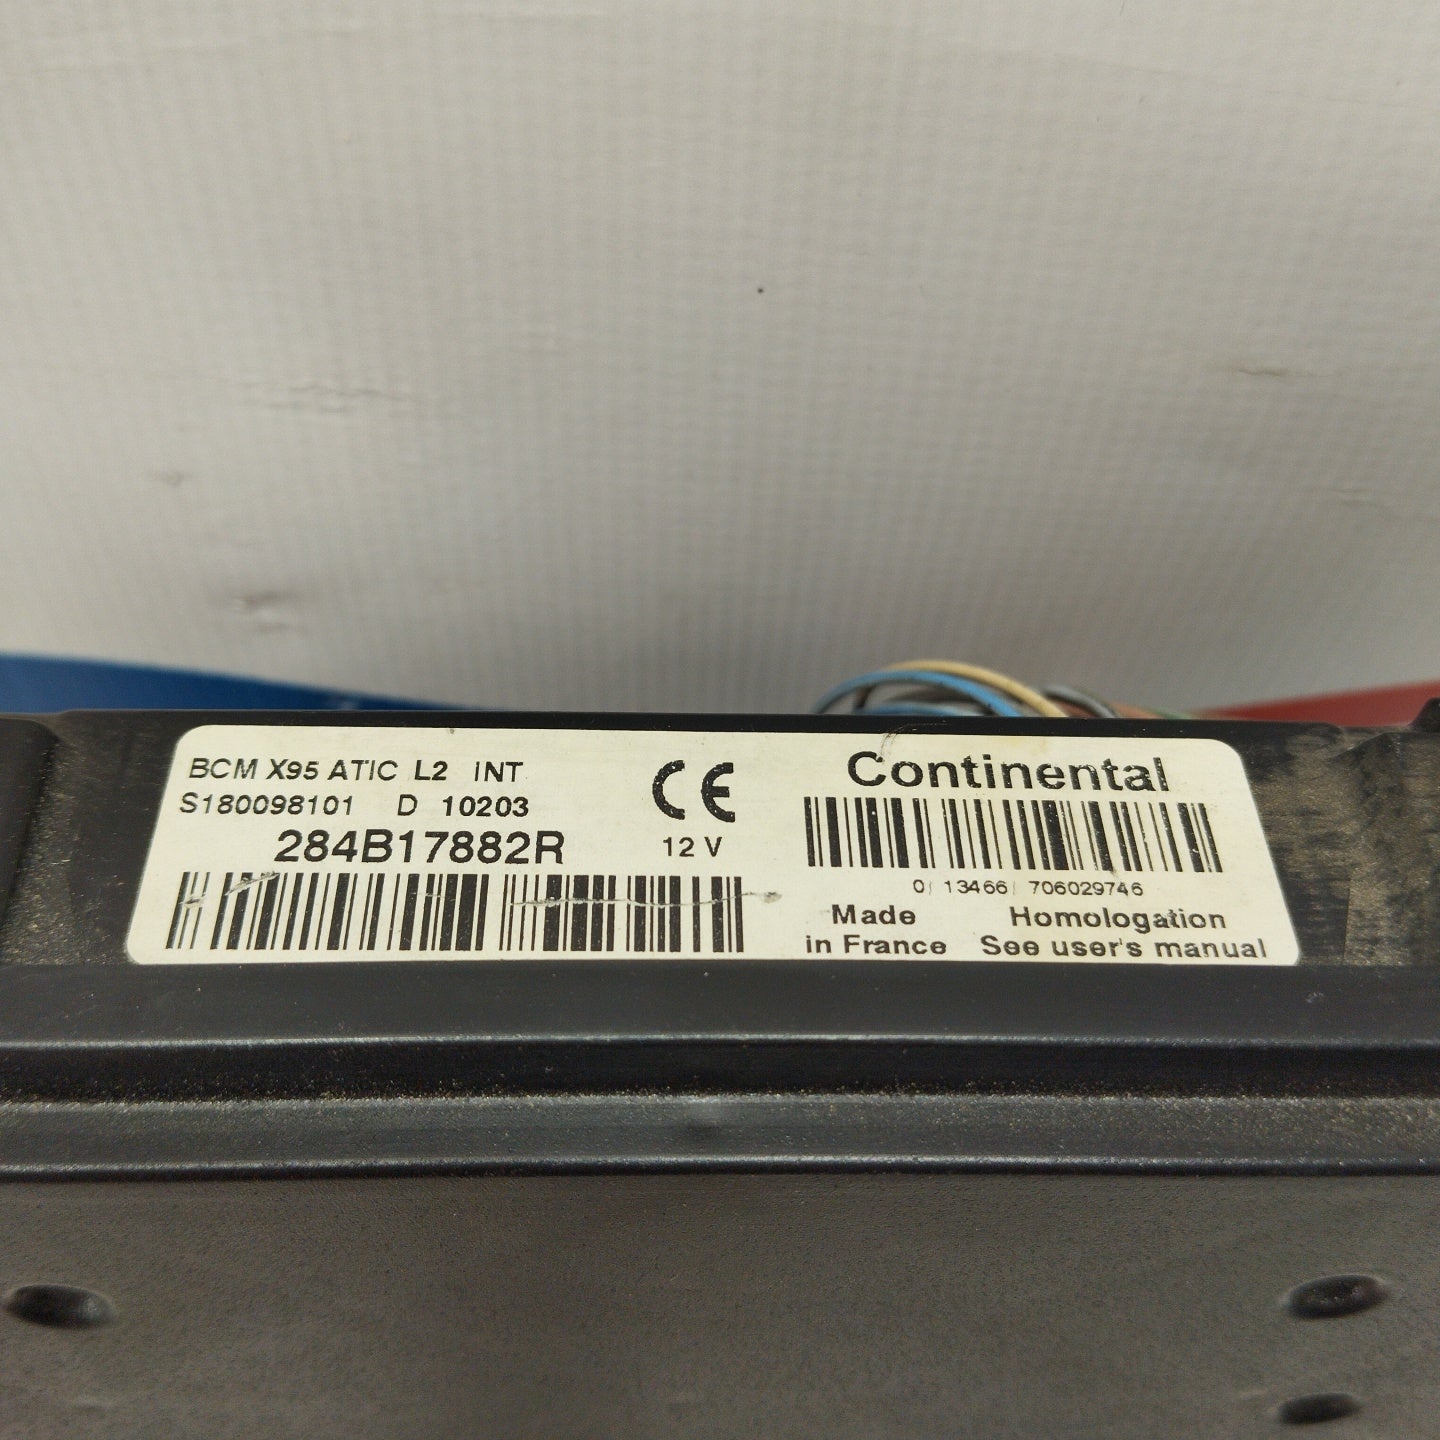 BCM X95 ATIC L2 INT
S180098101 D 10203
284B17882R
CE
12 V
Continental
0/ 13466/ 706029746
Made
in France
Homologation
See user's manual